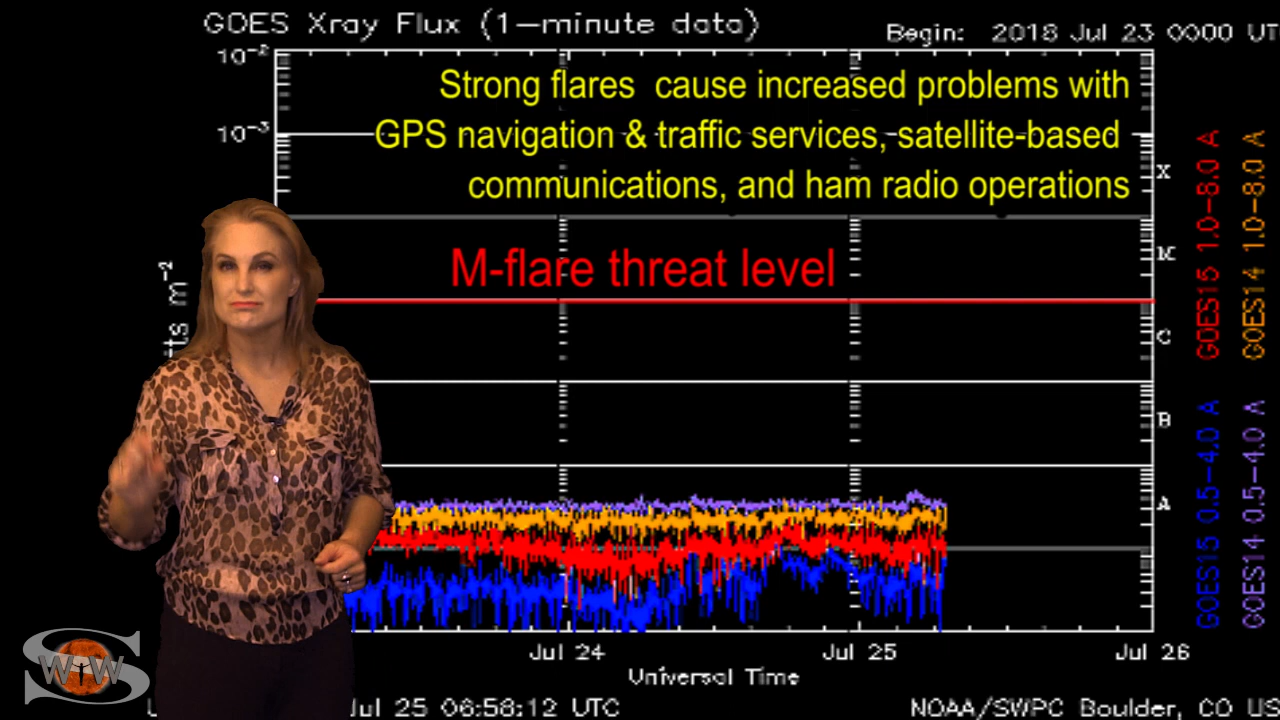 GOES Xray Flux (1-minute data)
Begin: 2018 Jul 23 0000 UT
10⁻²
Strong flares cause increased problems with
10⁻³
GPS navigation & traffic services, satellite-based
communications, and ham radio operations
X
M-flare threat level
M
m⁻²
C
B
A
GOES15 1.0-8.0 A
GOES14 1.0-8.0 A
GOES15 0.5-4.0 A
GOES14 0.5-4.0 A
Jul 24
Jul 25
Jul 26
Universal Time
25 06:58:12 UTC
NOAA/SWPC Boulder, CO US
S
WTW